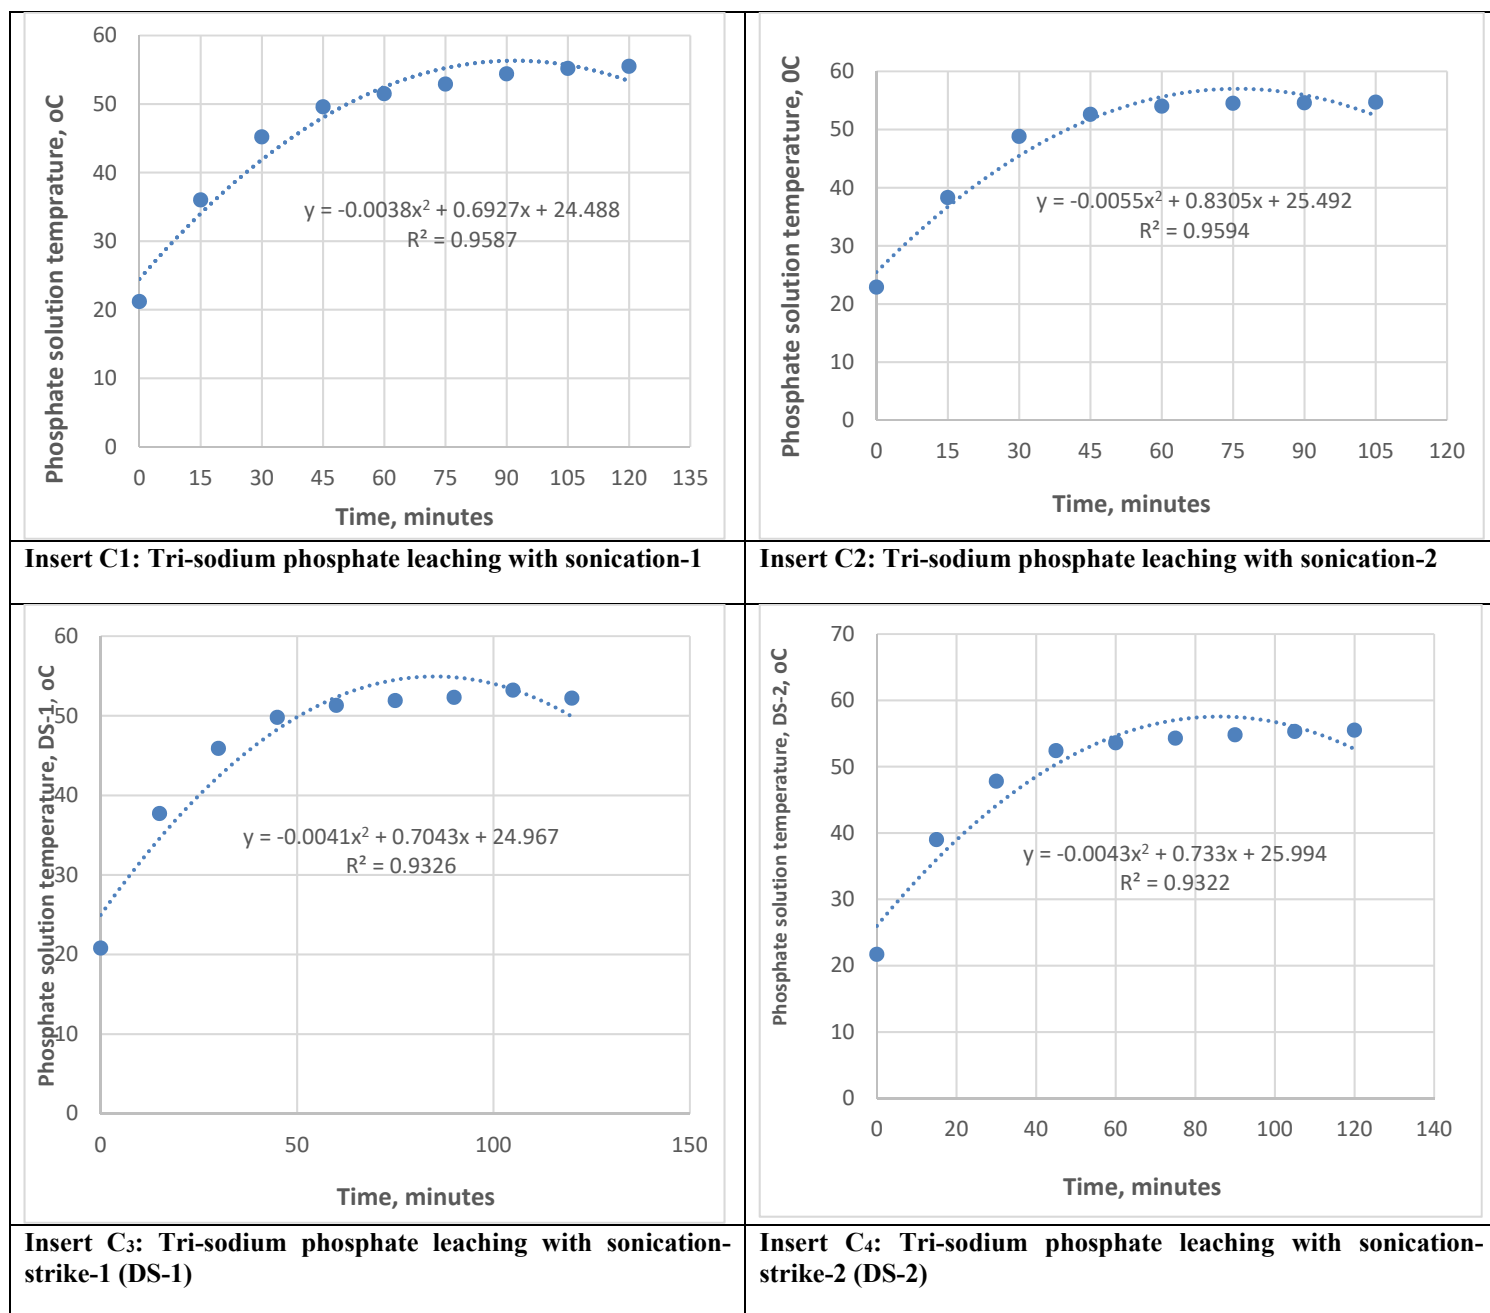 Phosphate solution temprature, oC
60
50
40
30
20
10
0
y = -0.0038x² + 0.6927x + 24.488
R² = 0.9587
0 15 30 45 60 75 90 105 120 135
Time, minutes
Insert C1: Tri-sodium phosphate leaching with sonication-1
Phosphate solution temperature, 0C
60
50
40
30
20
10
0
y = -0.0055x² + 0.8305x + 25.492
R² = 0.9594
0 15 30 45 60 75 90 105 120
Time, minutes
Insert C2: Tri-sodium phosphate leaching with sonication-2
Phosphate solution temperature, DS-1, oC
60
50
40
30
20
10
0
y = -0.0041x² + 0.7043x + 24.967
R² = 0.9326
0 50 100 150
Time, minutes
Insert C₃: Tri-sodium phosphate leaching with sonication-
strike-1 (DS-1)
Phosphate solution temperature, DS-2, oC
70
60
50
40
30
20
10
0
y = -0.0043x² + 0.733x + 25.994
R² = 0.9322
0 20 40 60 80 100 120 140
Time, minutes
Insert C₄: Tri-sodium phosphate leaching with sonication-
strike-2 (DS-2)